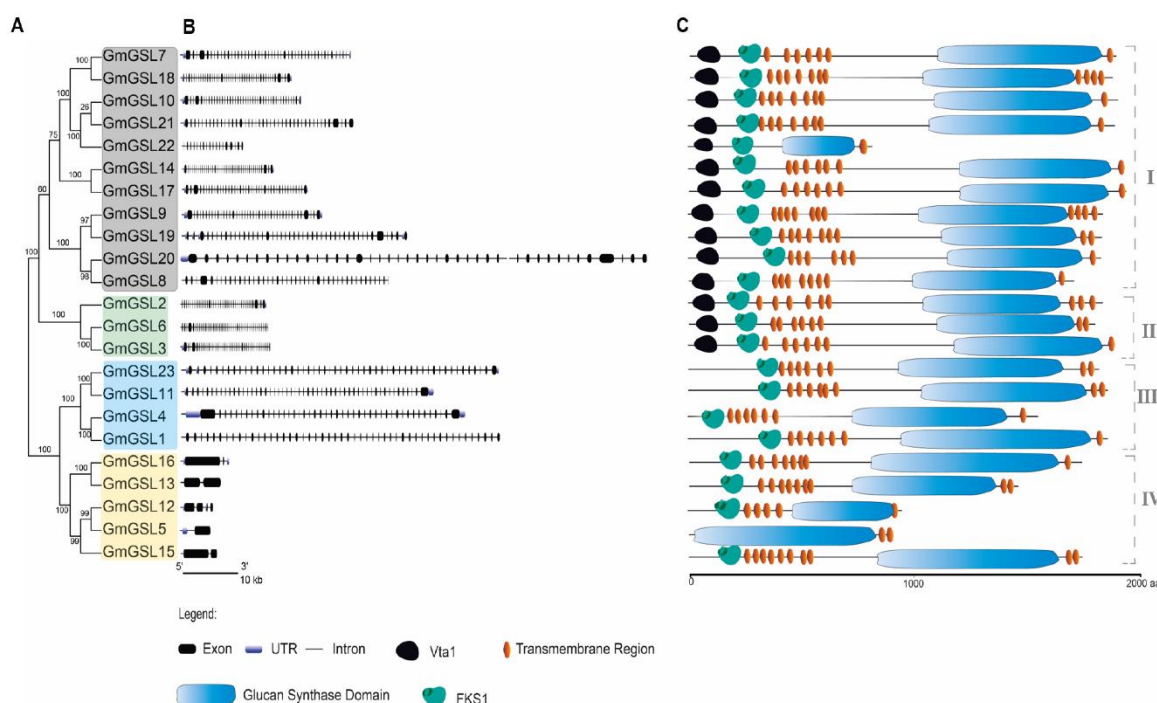 A
B
C
GmGSL7
GmGSL18
GmGSL10
GmGSL21
GmGSL22
GmGSL14
GmGSL17
GmGSL9
GmGSL19
GmGSL20
GmGSL8
GmGSL2
GmGSL6
GmGSL3
GmGSL23
GmGSL11
GmGSL4
GmGSL1
GmGSL16
GmGSL13
GmGSL12
GmGSL5
GmGSL15
100
100
26
100
75
100
60
97
100
98
100
100
100
100
100
100
100
100
99
99
I
II
III
IV
5' 3'
10 kb
0 1000 2000 aa
Legend:
Exon UTR Intron Vta1 Transmembrane Region
Glucan Synthase Domain FKS1